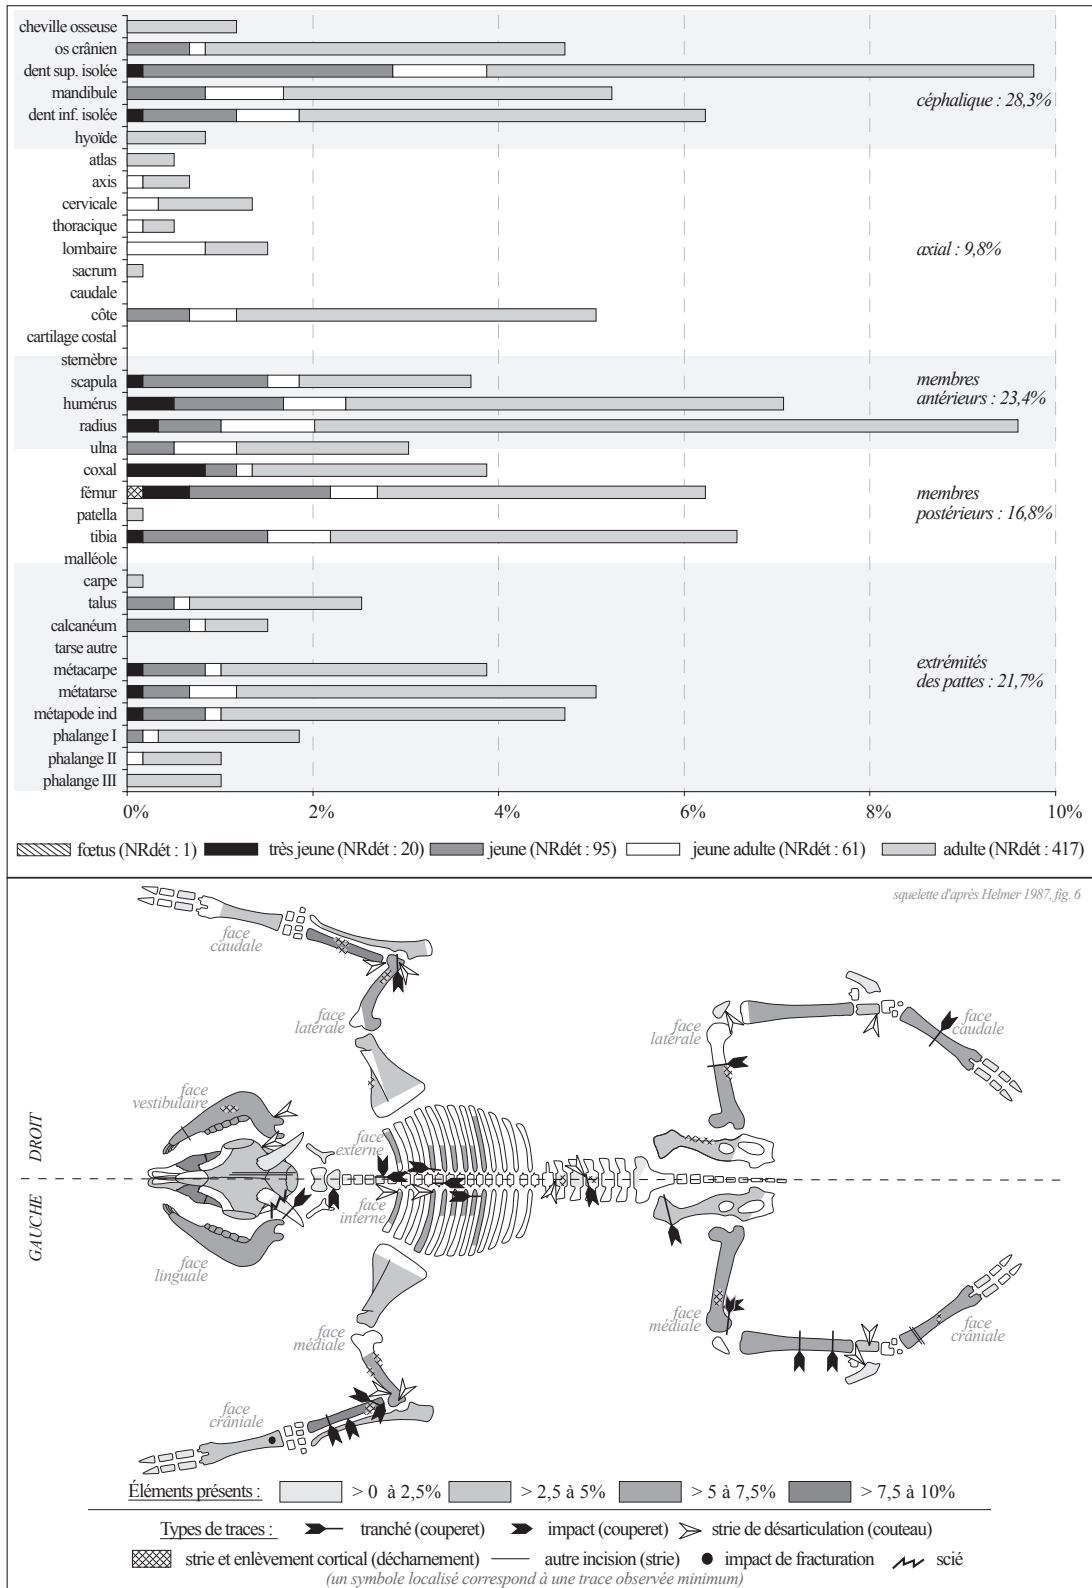 cheville osseuse
os crânien
dent sup. isolée
mandibule
dent inf. isolée
hyoïde
céphalique : 28,3%
atlas
axis
cervicale
thoracique
lombaire
sacrum
caudale
côte
cartilage costal
axial : 9,8%
sternèbre
scapula
humérus
radius
ulna
membres
antérieurs : 23,4%
coxal
fémur
patella
tibia
malléole
membres
postérieurs : 16,8%
carpe
talus
calcanéum
tarse autre
métacarpe
métatarse
métapode ind
phalange I
phalange II
phalange III
extrémités
des pattes : 21,7%
0% 2% 4% 6% 8% 10%
fœtus (NRdét : 1) très jeune (NRdét : 20) jeune (NRdét : 95) jeune adulte (NRdét : 61) adulte (NRdét : 417)
squelette d'après Helmer 1987, fig. 6
face
caudale
face
latérale
face
latérale
face
caudale
face
vestibulaire
face
externe
DROIT
GAUCHE
face
interne
face
linguale
face
médiale
face
médiale
face
crâniale
face
crâniale
Éléments présents : > 0 à 2,5% > 2,5 à 5% > 5 à 7,5% > 7,5 à 10%
Types de traces : tranché (couperet) impact (couperet) strie de désarticulation (couteau)
strie et enlèvement cortical (décharnement) autre incision (strie) impact de fracturation scié
(un symbole localisé correspond à une trace observée minimum)